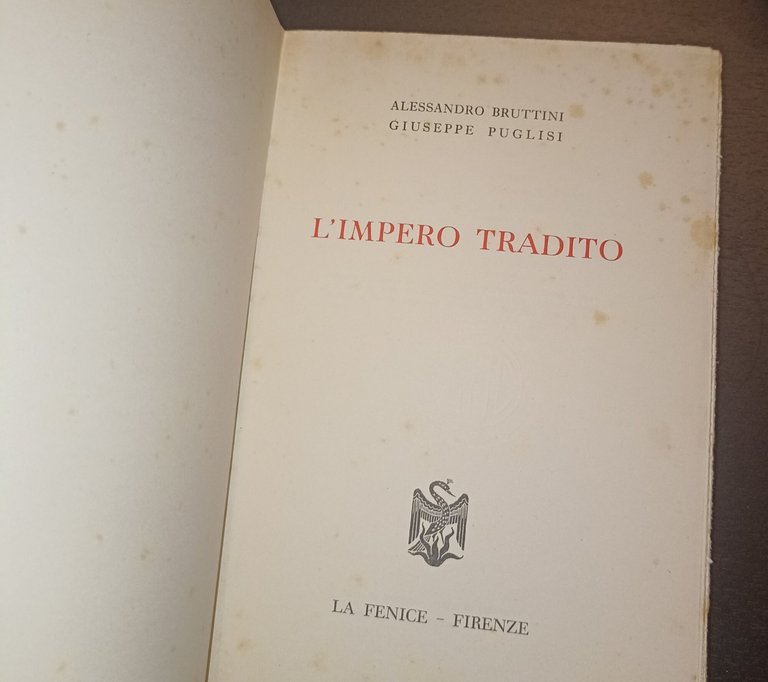 ALESSANDRO BRUTTINI
GIUSEPPE PUGLISI
L'IMPERO TRADITO
LA FENICE - FIRENZE